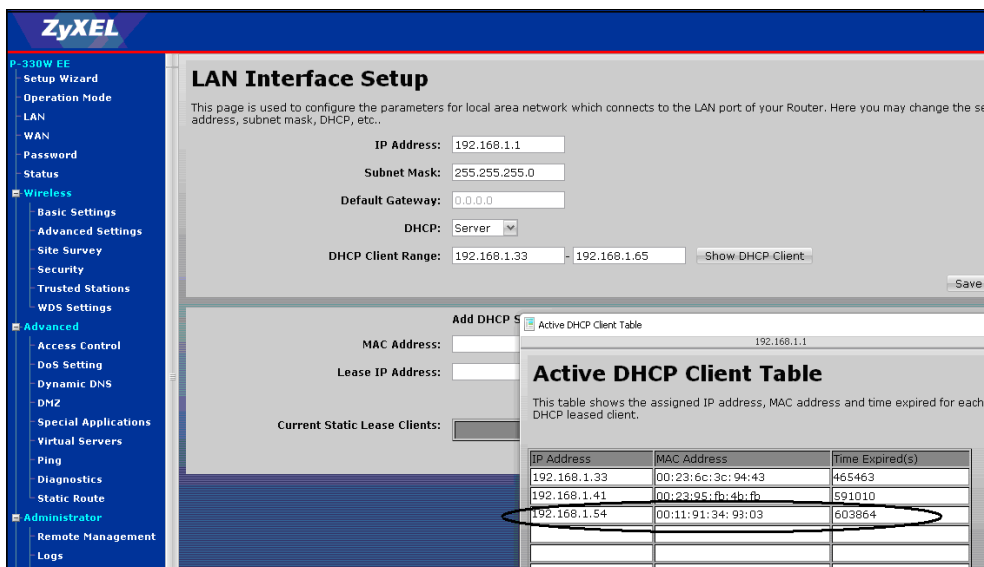 ZyXEL
P-330W EE
Setup Wizard
Operation Mode
LAN
WAN
Password
Status
Wireless
Basic Settings
Advanced Settings
Site Survey
Security
Trusted Stations
WDS Settings
Advanced
Access Control
DoS Setting
Dynamic DNS
DMZ
Special Applications
Virtual Servers
Ping
Diagnostics
Static Route
Administrator
Remote Management
Logs
LAN Interface Setup
This page is used to configure the parameters for local area network which connects to the LAN port of your Router. Here you may change the se
address, subnet mask, DHCP, etc..
IP Address: 192.168.1.1
Subnet Mask: 255.255.255.0
Default Gateway: 0.0.0.0
DHCP: Server
DHCP Client Range: 192.168.1.33 - 192.168.1.65 Show DHCP Client
Save
Add DHCP S
MAC Address:
Lease IP Address:
Current Static Lease Clients:
Active DHCP Client Table
192.168.1.1
Active DHCP Client Table
This table shows the assigned IP address, MAC address and time expired for each
DHCP leased client.
IP Address MAC Address Time Expired(s)
192.168.1.33 00:23:6c:3c:94:43 465463
192.168.1.41 00:23:95:fb:4b:fb 591010
192.168.1.54 00:11:91:34:93:03 603864